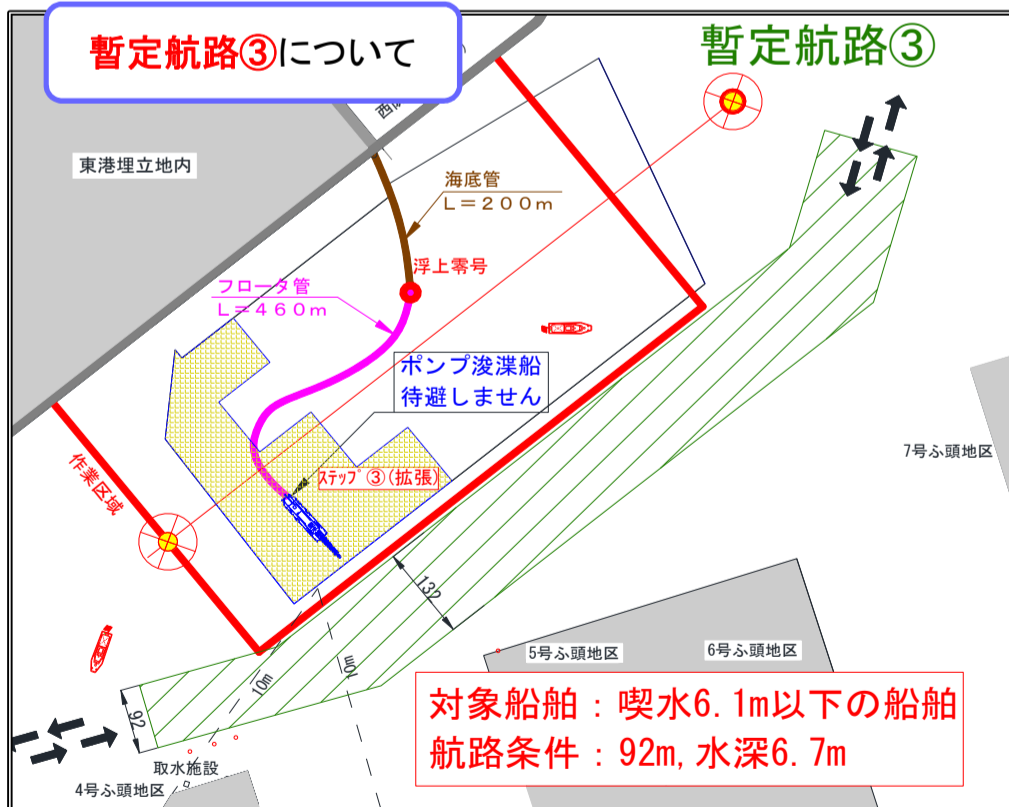 暫定航路③について
暫定航路③
東港埋立地内
海底管
L=200m
浮上零号
フロータ管
L=460m
ポンプ浚渫船
待避しません
ステップ③(拡張)
作業区域
7号ふ頭地区
132
5号ふ頭地区
6号ふ頭地区
10m
10m
92
取水施設
4号ふ頭地区
対象船舶：喫水6.1m以下の船舶
航路条件：92m,水深6.7m